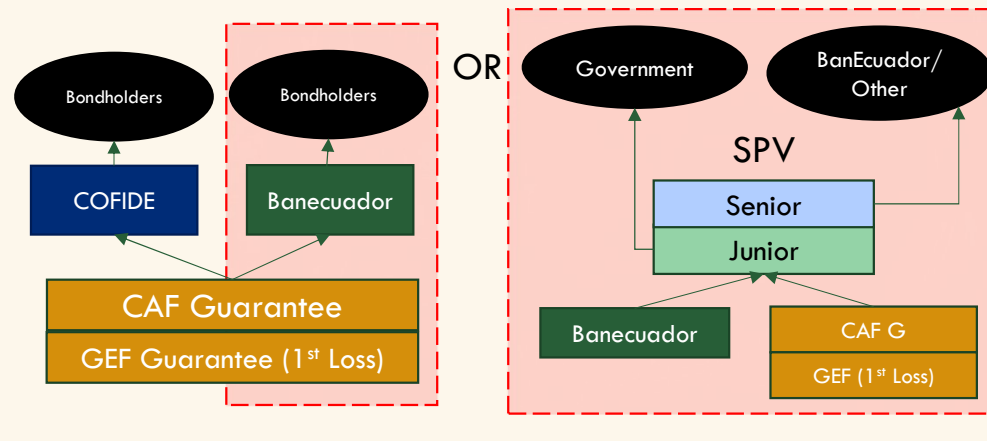 Bondholders
Bondholders
COFIDE
Banecuador
CAF Guarantee
GEF Guarantee (1st Loss)
OR
Government
BanEcuador/
Other
SPV
Senior
Junior
Banecuador
CAF G
GEF (1st Loss)